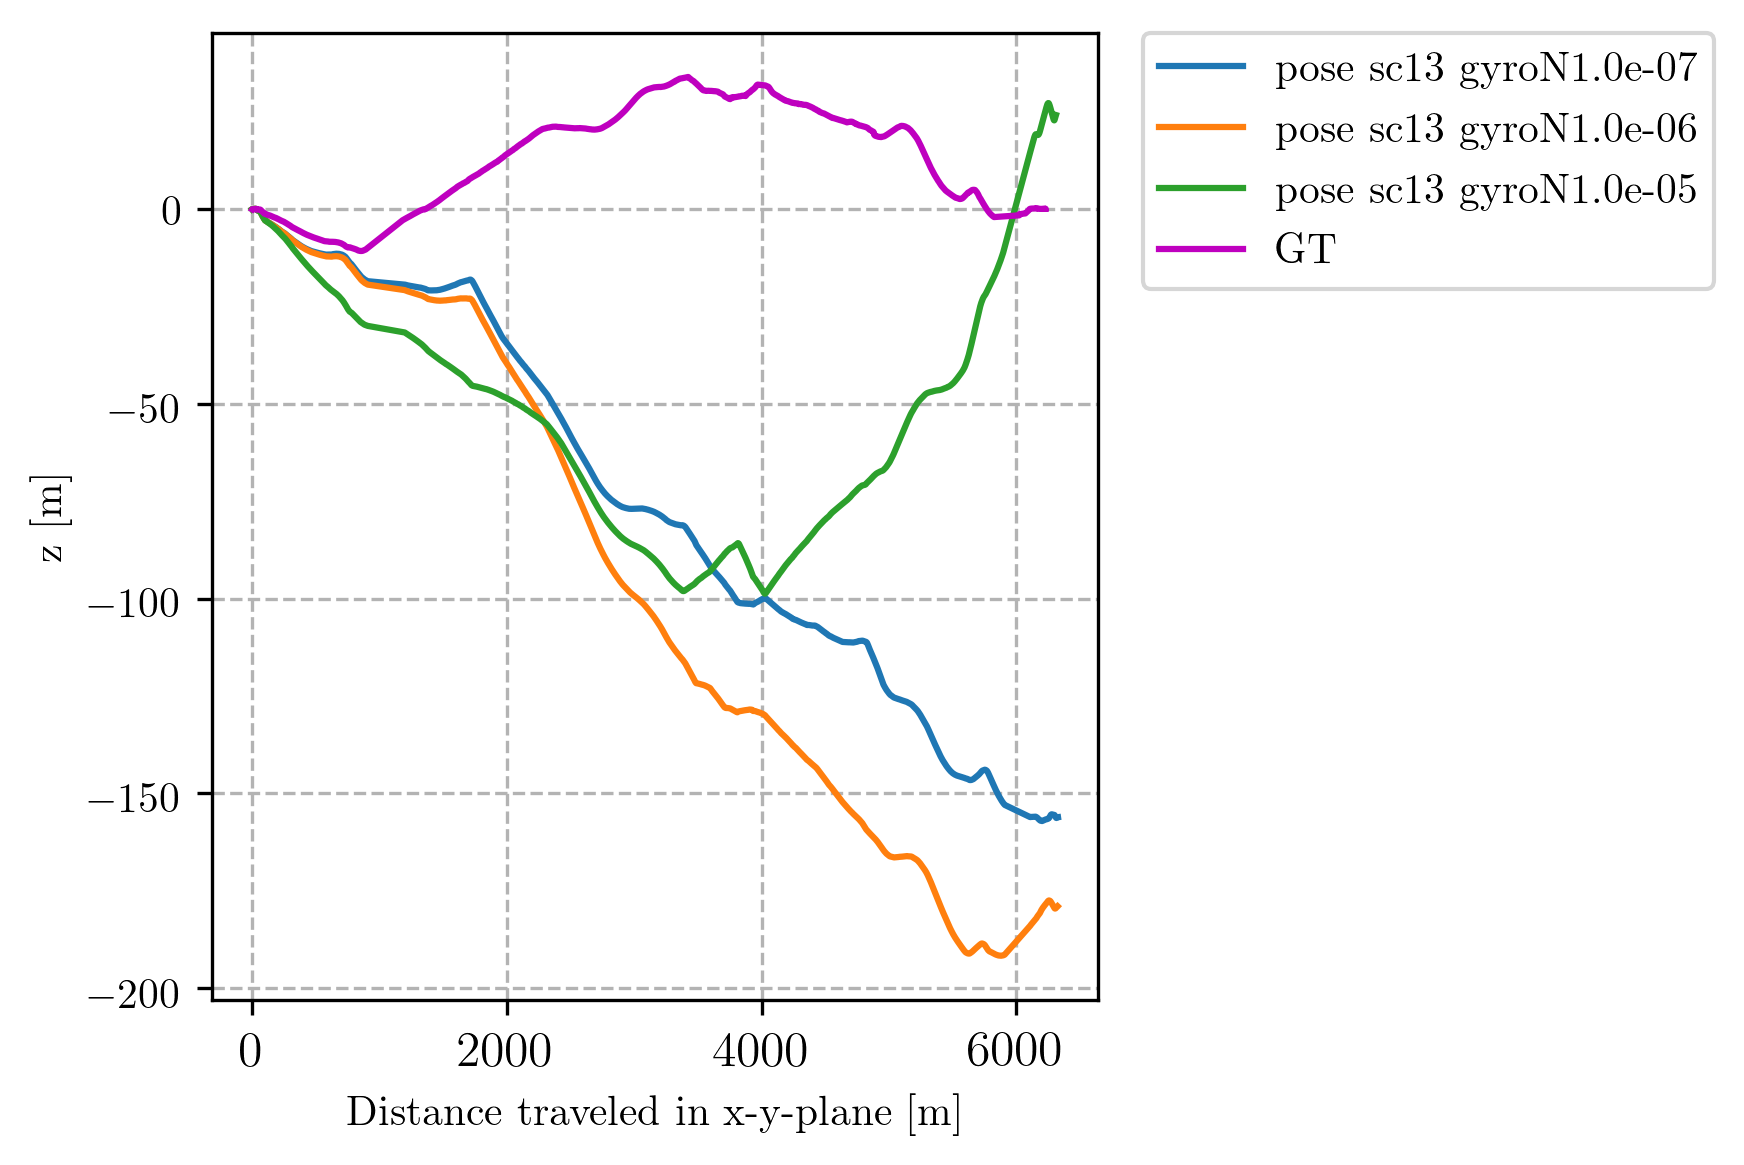 pose sc13 gyroN1.0e-07
pose sc13 gyroN1.0e-06
pose sc13 gyroN1.0e-05
GT
z [m]
0
−50
−100
−150
−200
0 2000 4000 6000
Distance traveled in x-y-plane [m]